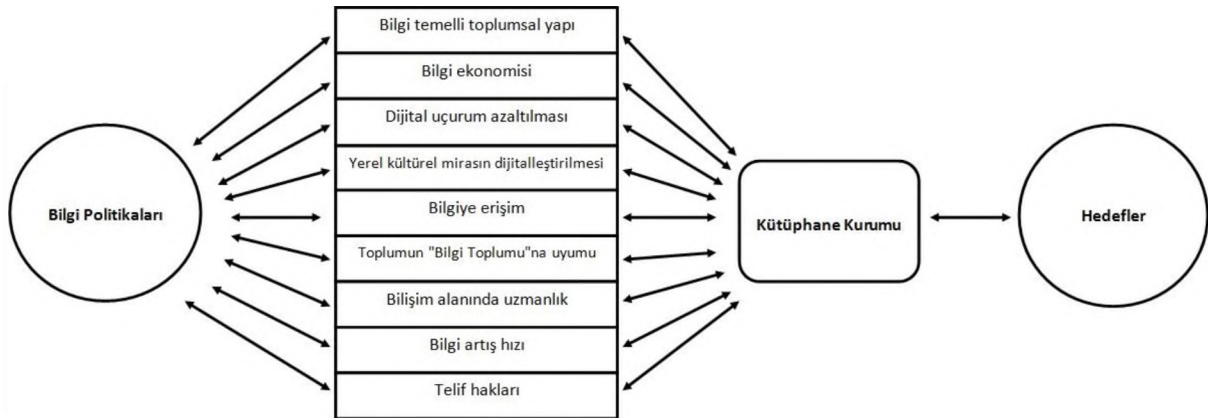 Bilgi Politikaları
Bilgi temelli toplumsal yapı
Bilgi ekonomisi
Dijital uçurum azaltılması
Yerel kültürel mirasın dijitalleştirilmesi
Bilgiye erişim
Toplumun "Bilgi Toplumu"na uyumu
Bilişim alanında uzmanlık
Bilgi artış hızı
Telif hakları
Kütüphane Kurumu
Hedefler